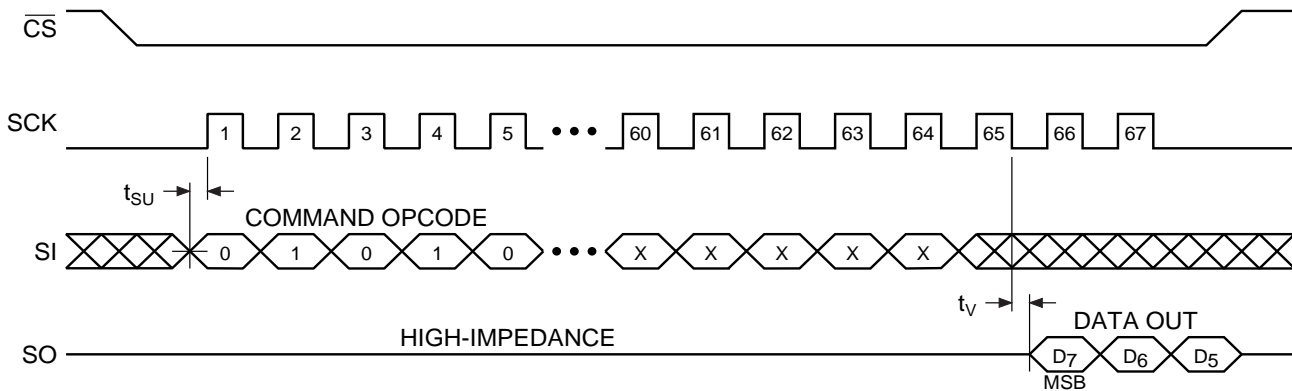 CS
SCK 1 2 3 4 5 ••• 60 61 62 63 64 65 66 67
tSU
COMMAND OPCODE
SI 0 1 0 1 0 ••• X X X X X
tV
HIGH-IMPEDANCE DATA OUT
SO D7 D6 D5
MSB